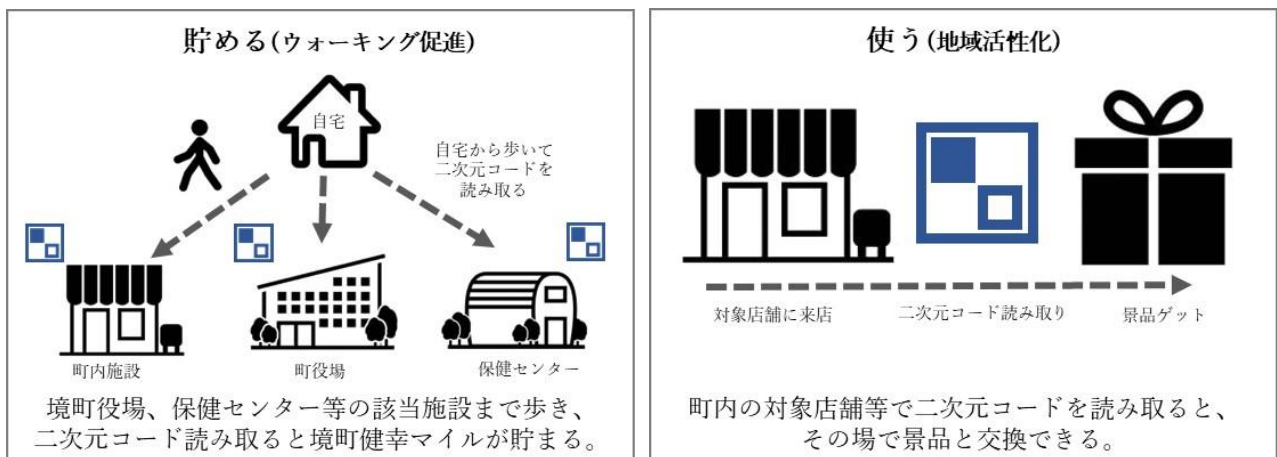 貯める(ウォーキング促進)
自宅
自宅から歩いて
二次元コードを
読み取る
町内施設
町役場
保健センター
境町役場、保健センター等の該当施設まで歩き、
二次元コード読み取ると境町健幸マイルが貯まる。
使う(地域活性化)
対象店舗に来店
二次元コード読み取り
景品ゲット
町内の対象店舗等で二次元コードを読み取ると、
その場で景品と交換できる。